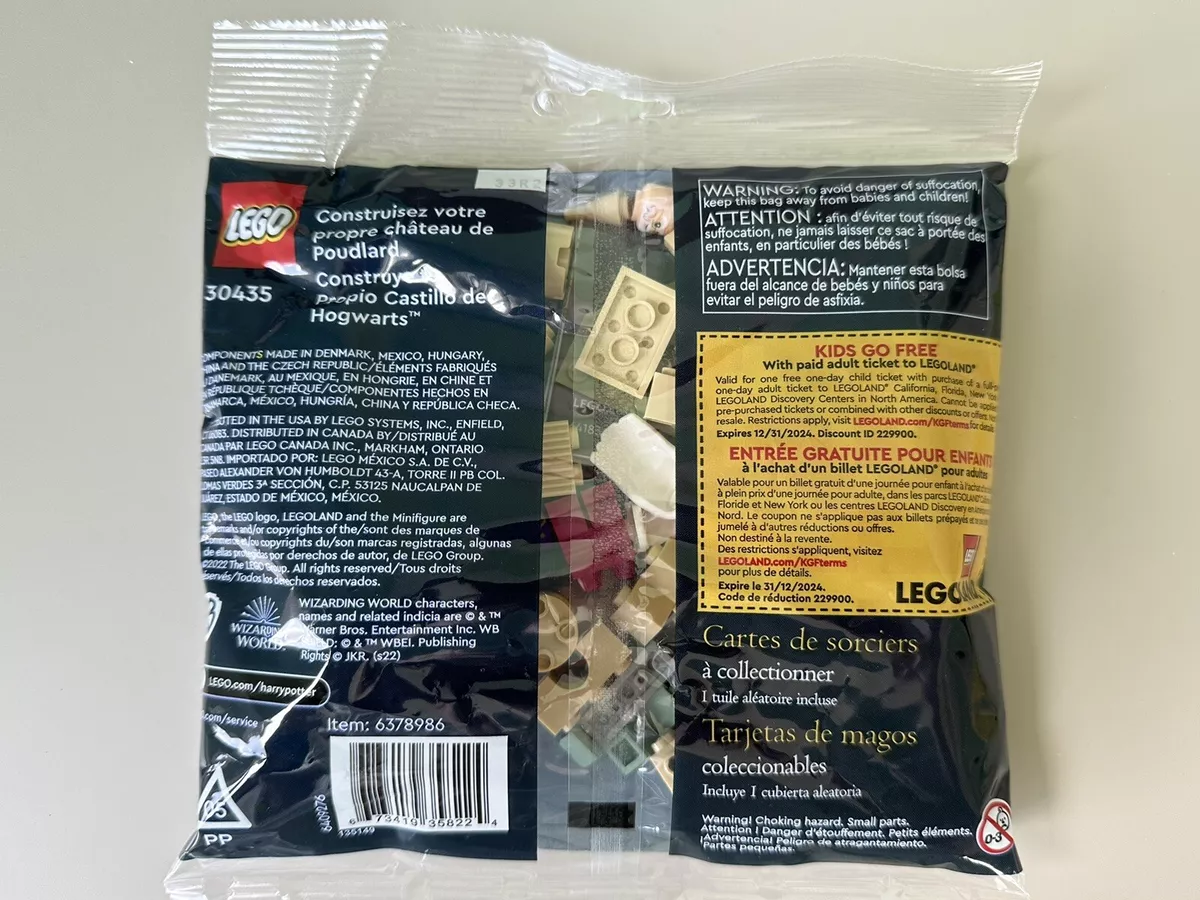 33R2
LEGO
Construisez votre
propre château de
Poudlard
Construy
propio Castillo de
Hogwarts™
30435
COMPONENTS MADE IN DENMARK, MEXICO, HUNGARY,
CHINA AND THE CZECH REPUBLIC/ÉLÉMENTS FABRIQUÉS
AU DANEMARK, AU MEXIQUE, EN HONGRIE, EN CHINE ET
RÉPUBLIQUE TCHÈQUE/COMPONENTES HECHOS EN
DINAMARCA, MÉXICO, HUNGRÍA, CHINA Y REPÚBLICA CHECA.
IN THE USA BY LEGO SYSTEMS, INC., ENFIELD,
DISTRIBUTED IN CANADA BY/DISTRIBUÉ AU
CANADA PAR LEGO CANADA INC., MARKHAM, ONTARIO
IMPORTADO POR: LEGO MÉXICO S.A. DE C.V.,
PASEO ALEXANDER VON HUMBOLDT 43-A, TORRE II PB COL.
LOMAS VERDES 3ª SECCIÓN, C.P. 53125 NAUCALPAN DE
JUÁREZ, ESTADO DE MÉXICO, MÉXICO.
LEGO, the LEGO logo, LEGOLAND and the Minifigure are
trademarks and/or copyrights of the/sont des marques de
commerce et/ou copyrights du/son marcas registradas, algunas
de ellas protegidas por derechos de autor, de LEGO Group.
©2022 The LEGO Group. All rights reserved/Tous droits
réservés/Todos los derechos reservados.
WIZARDING
WORLD
WIZARDING WORLD characters,
names and related indicia are © & ™
Warner Bros. Entertainment Inc. WB
© & ™ WBEI. Publishing
Rights © JKR. (s22)
LEGO.com/harrypotter
.com/service
Item: 6378986
05
PP
6409276
6 73419 35822 4
135149
WARNING: To avoid danger of suffocation,
keep this bag away from babies and children!
ATTENTION : afin d'éviter tout risque de
suffocation, ne jamais laisser ce sac à portée des
enfants, en particulier des bébés !
ADVERTENCIA: Mantener esta bolsa
fuera del alcance de bebés y niños para
evitar el peligro de asfixia.
KIDS GO FREE
With paid adult ticket to LEGOLAND®
Valid for one free one-day child ticket with purchase of a full-
one-day adult ticket to LEGOLAND® California, Florida, New
LEGOLAND Discovery Centers in North America. Cannot be
pre-purchased tickets or combined with other discounts or offers.
resale. Restrictions apply, visit LEGOLAND.com/KGFterms for details
Expires 12/31/2024. Discount ID 229900.
ENTRÉE GRATUITE POUR ENFANT
à l'achat d'un billet LEGOLAND® pour adultes
Valable pour un billet gratuit d'une journée pour enfant à l'achat
à plein prix d'une journée pour adulte, dans les parcs LEGOLAND®
Floride et New York ou les centres LEGOLAND Discovery en
Nord. Le coupon ne s'applique pas aux billets prépayés et
jumelé à d'autres réductions ou offres.
Non destiné à la revente.
Des restrictions s'appliquent, visitez
LEGOLAND.com/KGFterms
pour plus de détails.
Expire le 31/12/2024.
Code de réduction 229900.
LEGO
LEGOLAND
Cartes de sorciers
à collectionner
1 tuile aléatoire incluse
Tarjetas de magos
coleccionables
Incluye 1 cubierta aleatoria
Warning! Choking hazard. Small parts.
Attention ! Danger d'étouffement. Petits éléments.
¡Advertencia! Peligro de atragantamiento.
Partes pequeñas.
0-3